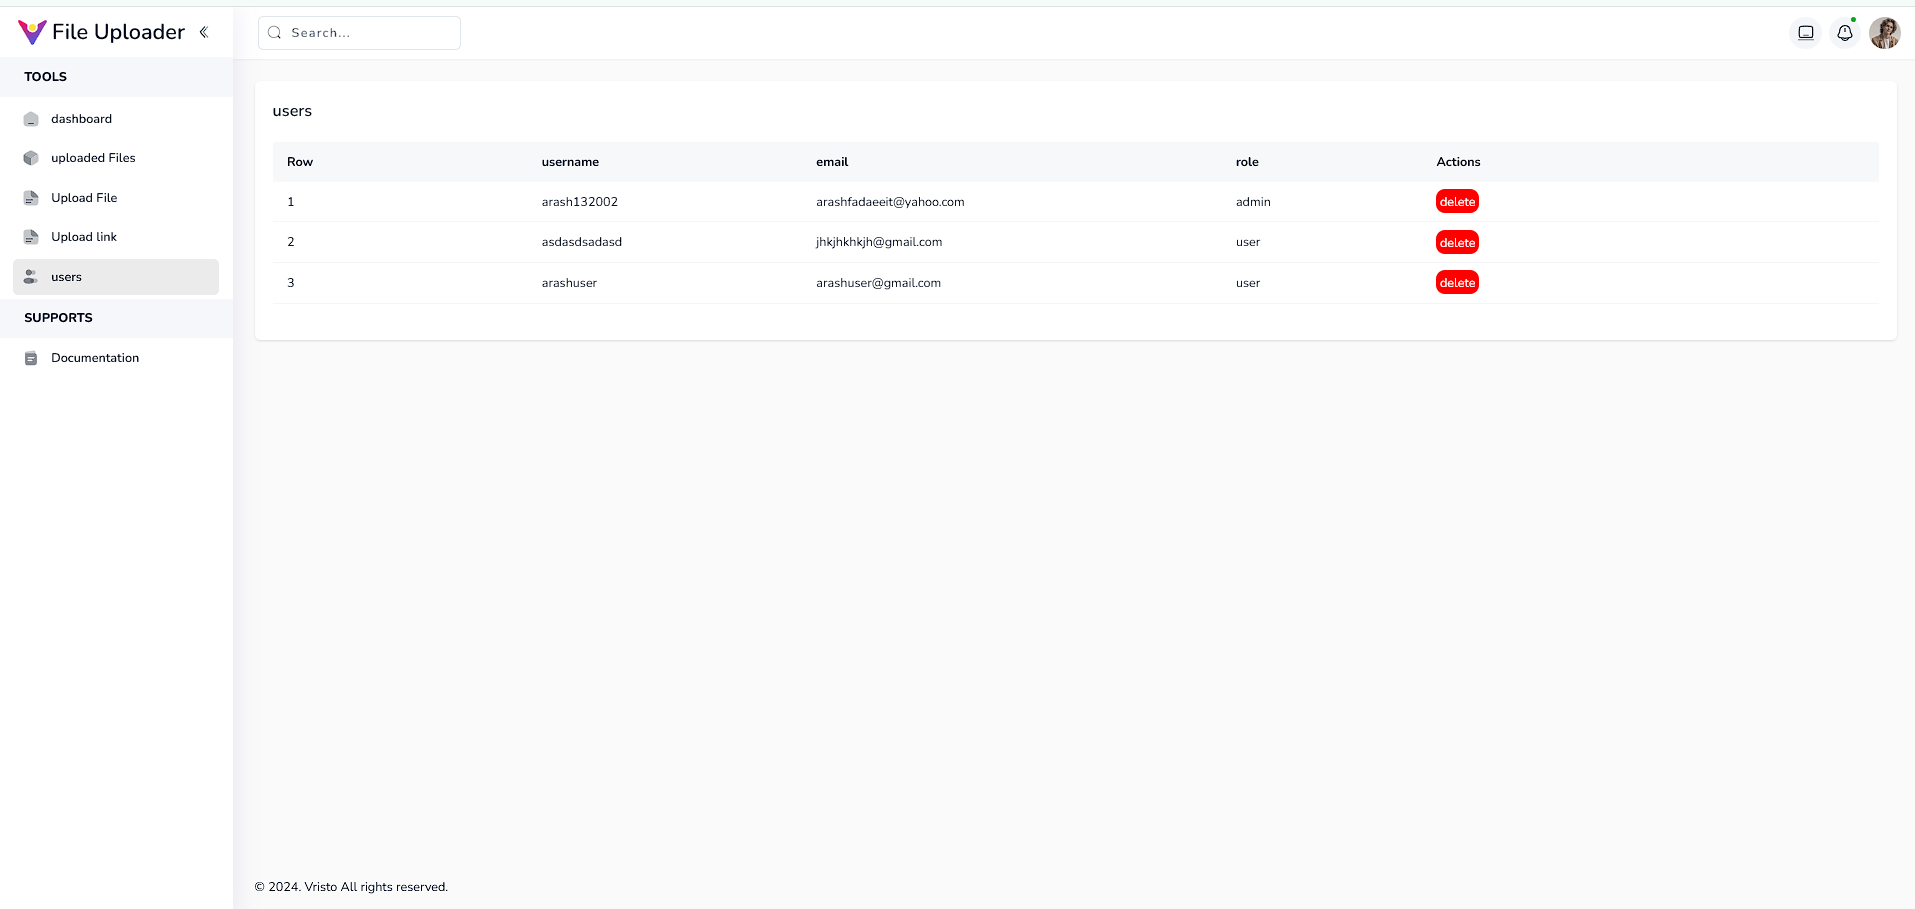 File Uploader
Search...
TOOLS
dashboard
uploaded Files
Upload File
Upload link
users
SUPPORTS
Documentation
users
Row username email role Actions
1 arash132002 arashfadaeeit@yahoo.com admin delete
2 asdasdsadasd jhkjhkhkjh@gmail.com user delete
3 arashuser arashuser@gmail.com user delete
© 2024. Vristo All rights reserved.